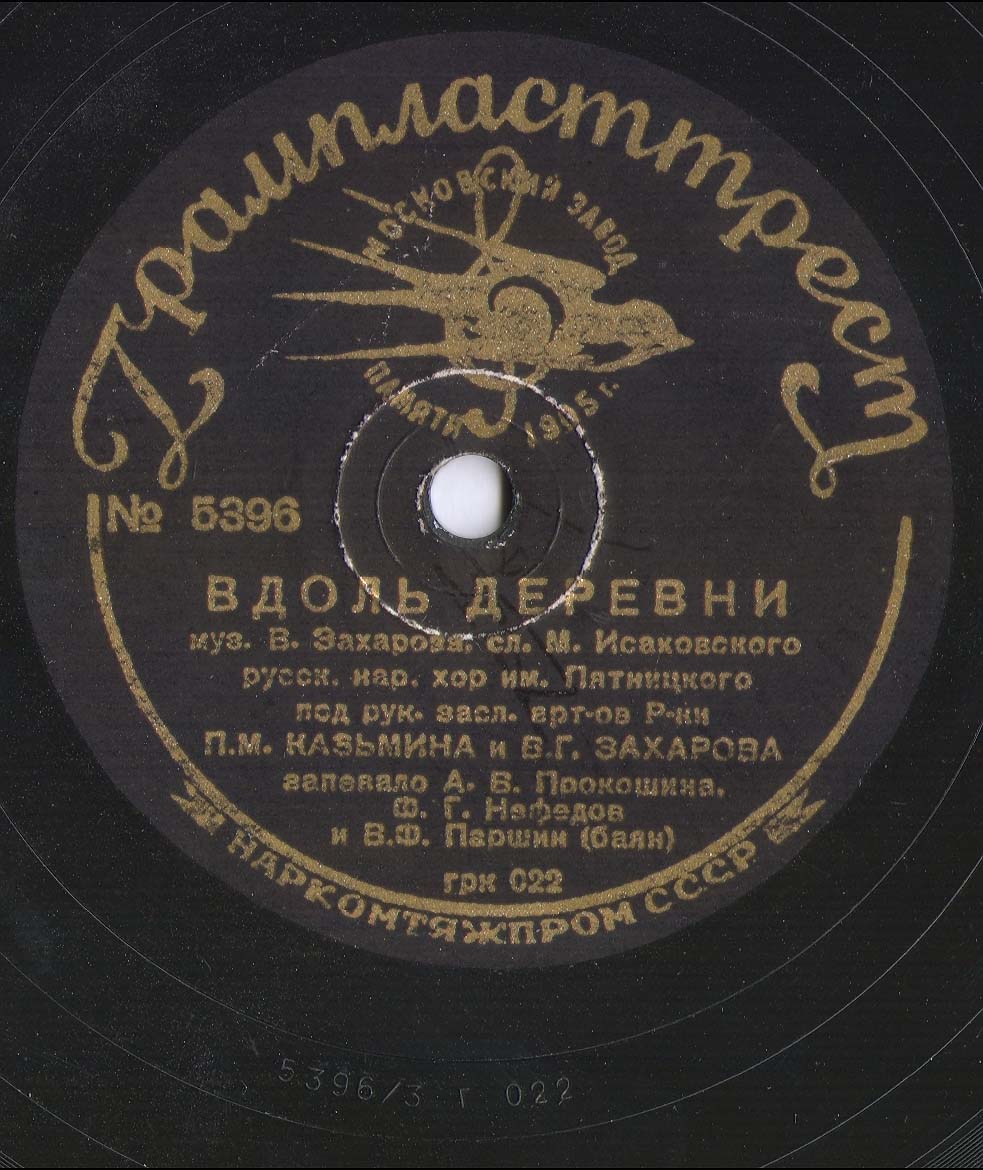 Грампласттрест
МОСКОВСКИЙ ЗАВОД
ПАМЯТИ 1905 г.
№ 5396
ВДОЛЬ ДЕРЕВНИ
муз. В. Захарова, сл. М. Исаковского
русск. нар. хор им. Пятницкого
под рук. засл. арт-ов Р-ки
П.М. КАЗЬМИНА и В.Г. ЗАХАРОВА
запевало А. В. Прокошина,
Ф. Г. Нефедов
и В.Ф. Паршин (баян)
грк 022
НАРКОМТЯЖПРОМ СССР
5396/3 г 022